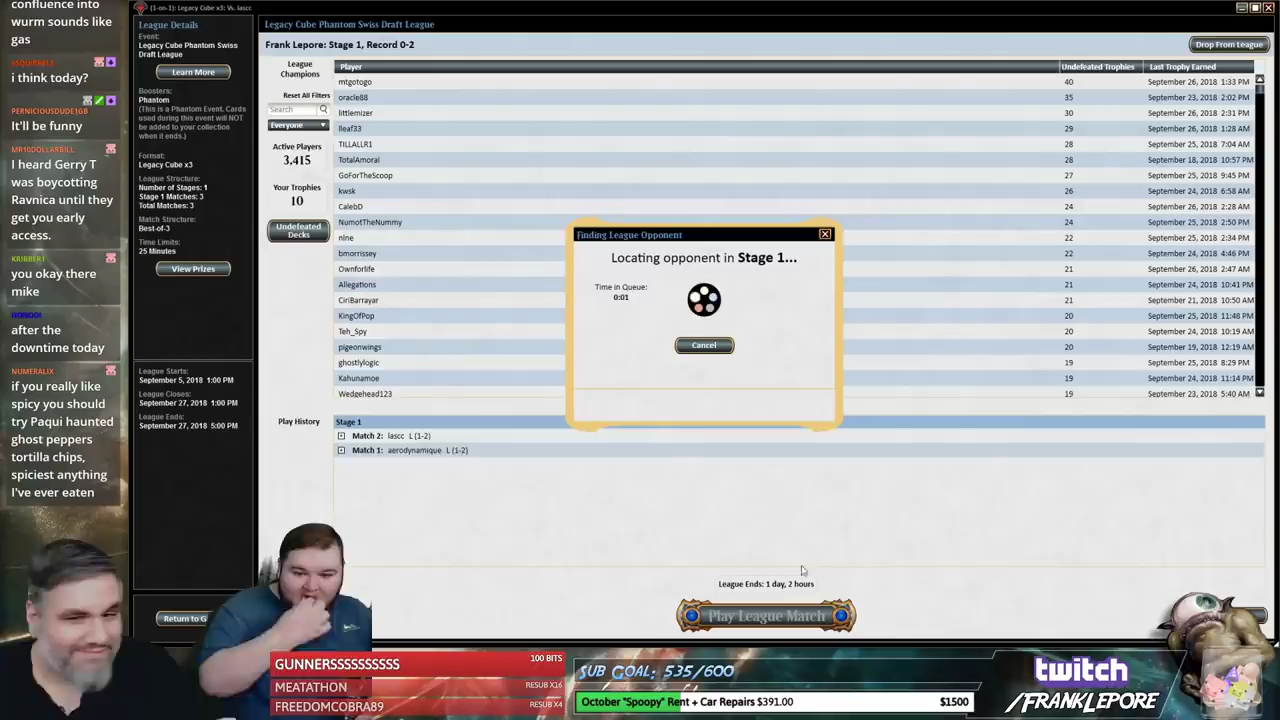 confluence into
wurm sounds like
gas
6SQUIRRELS
i think today?
PERNICIOUSDUDE1GB
It'll be funny
MR10DOLLARBILL
I heard Gerry T
was boycotting
Ravnica until they
get you early
access.
KRIBBER1
you okay there
mike
after the
downtime today
NUMERALIX
if you really like
spicy you should
try Paqui haunted
ghost peppers
tortilla chips,
spiciest anything
I've ever eaten
(1-on-1): Legacy Cube x3: Vs. lascc
League Details
Event:
Legacy Cube Phantom Swiss
Draft League
Learn More
Boosters:
Phantom
(This is a Phantom Event. Cards
used during this event will NOT
be added to your collection
when it ends.)
Format:
Legacy Cube x3
League Structure:
Number of Stages: 1
Stage 1 Matches: 3
Total Matches: 3
Match Structure:
Best-of-3
Time Limits:
25 Minutes
View Prizes
League Starts:
September 5, 2018 1:00 PM
League Closes:
September 27, 2018 1:00 PM
League Ends:
September 27, 2018 5:00 PM
Return to G
Legacy Cube Phantom Swiss Draft League
Frank Lepore: Stage 1, Record 0-2
Drop From League
League
Champions
Reset All Filters
Search
Everyone
Active Players
3,415
Your Trophies
10
Undefeated
Decks
Player Undefeated Trophies Last Trophy Earned
mtgotogo 40 September 26, 2018 1:33 PM
oracle88 35 September 23, 2018 2:02 PM
littlemizer 30 September 26, 2018 2:31 PM
lleaf33 29 September 26, 2018 1:28 AM
TILLALLR1 28 September 25, 2018 7:04 AM
TotalAmoral 28 September 18, 2018 10:57 PM
GoForTheScoop 27 September 25, 2018 9:45 PM
kwsk 26 September 24, 2018 6:58 AM
CalebD 24 September 26, 2018 2:28 AM
NumotTheNummy 24 September 25, 2018 2:50 PM
nlne 22 September 25, 2018 2:34 PM
bmorrissey 22 September 24, 2018 4:46 PM
Ownforlife 21 September 26, 2018 2:47 AM
Allegations 21 September 24, 2018 10:41 PM
CiriBarrayar 21 September 21, 2018 10:50 AM
KingOfPop 20 September 25, 2018 11:48 PM
Teh_Spy 20 September 24, 2018 10:19 AM
pigeonwings 20 September 19, 2018 12:19 AM
ghostlylogic 19 September 25, 2018 8:29 PM
Kahunamoe 19 September 24, 2018 11:14 PM
Wedgehead123 19 September 23, 2018 5:40 AM
Finding League Opponent
Locating opponent in Stage 1...
Time in Queue:
0:01
Cancel
Play History
Stage 1
Match 2: lascc L (1-2)
Match 1: aerodynamique L (1-2)
League Ends: 1 day, 2 hours
Play League Match
GUNNERSSSSSSSSSS 100 BITS
MEATATHON RESUB X16
FREEDOMCOBRA89 RESUB X4
SUB GOAL: 535/600
October "Spoopy" Rent + Car Repairs $391.00 $1500
twitch
/FRANKLEPORE